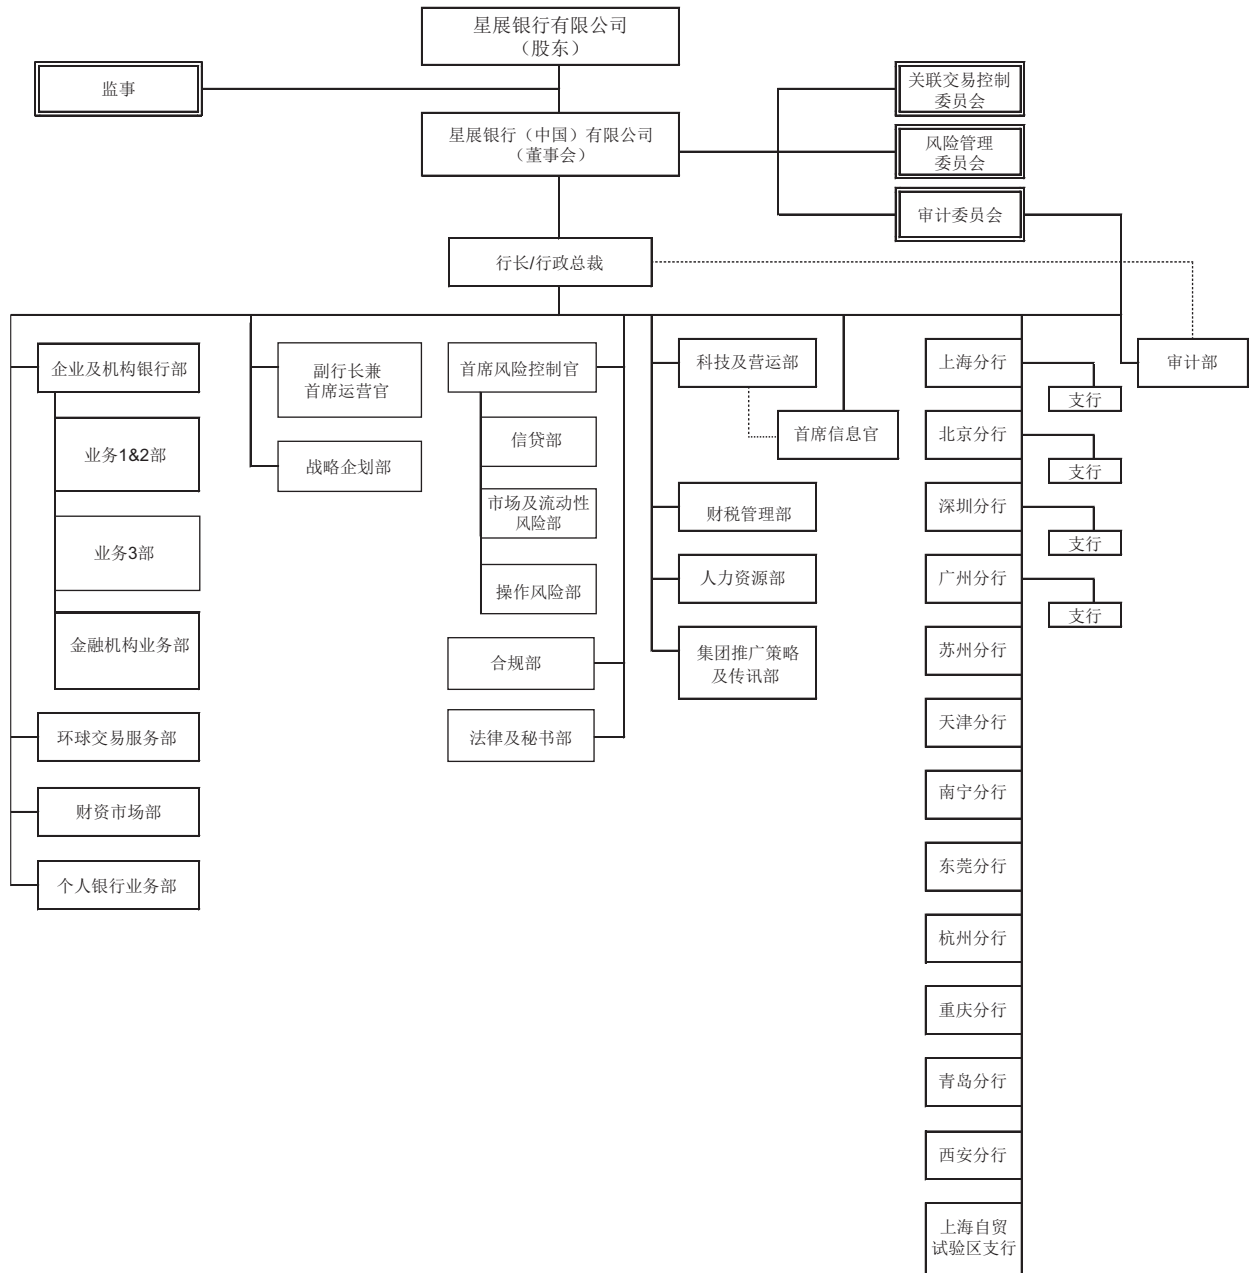 星展银行有限公司
（股东）
监事
关联交易控制
委员会
星展银行（中国）有限公司
（董事会）
风险管理
委员会
审计委员会
行长/行政总裁
企业及机构银行部
业务1&2部
业务3部
金融机构业务部
环球交易服务部
财资市场部
个人银行业务部
副行长兼
首席运营官
战略企划部
首席风险控制官
信贷部
市场及流动性
风险部
操作风险部
合规部
法律及秘书部
科技及营运部
首席信息官
财税管理部
人力资源部
集团推广策略
及传讯部
上海分行
支行
北京分行
支行
深圳分行
支行
广州分行
支行
苏州分行
天津分行
南宁分行
东莞分行
杭州分行
重庆分行
青岛分行
西安分行
上海自贸
试验区支行
审计部